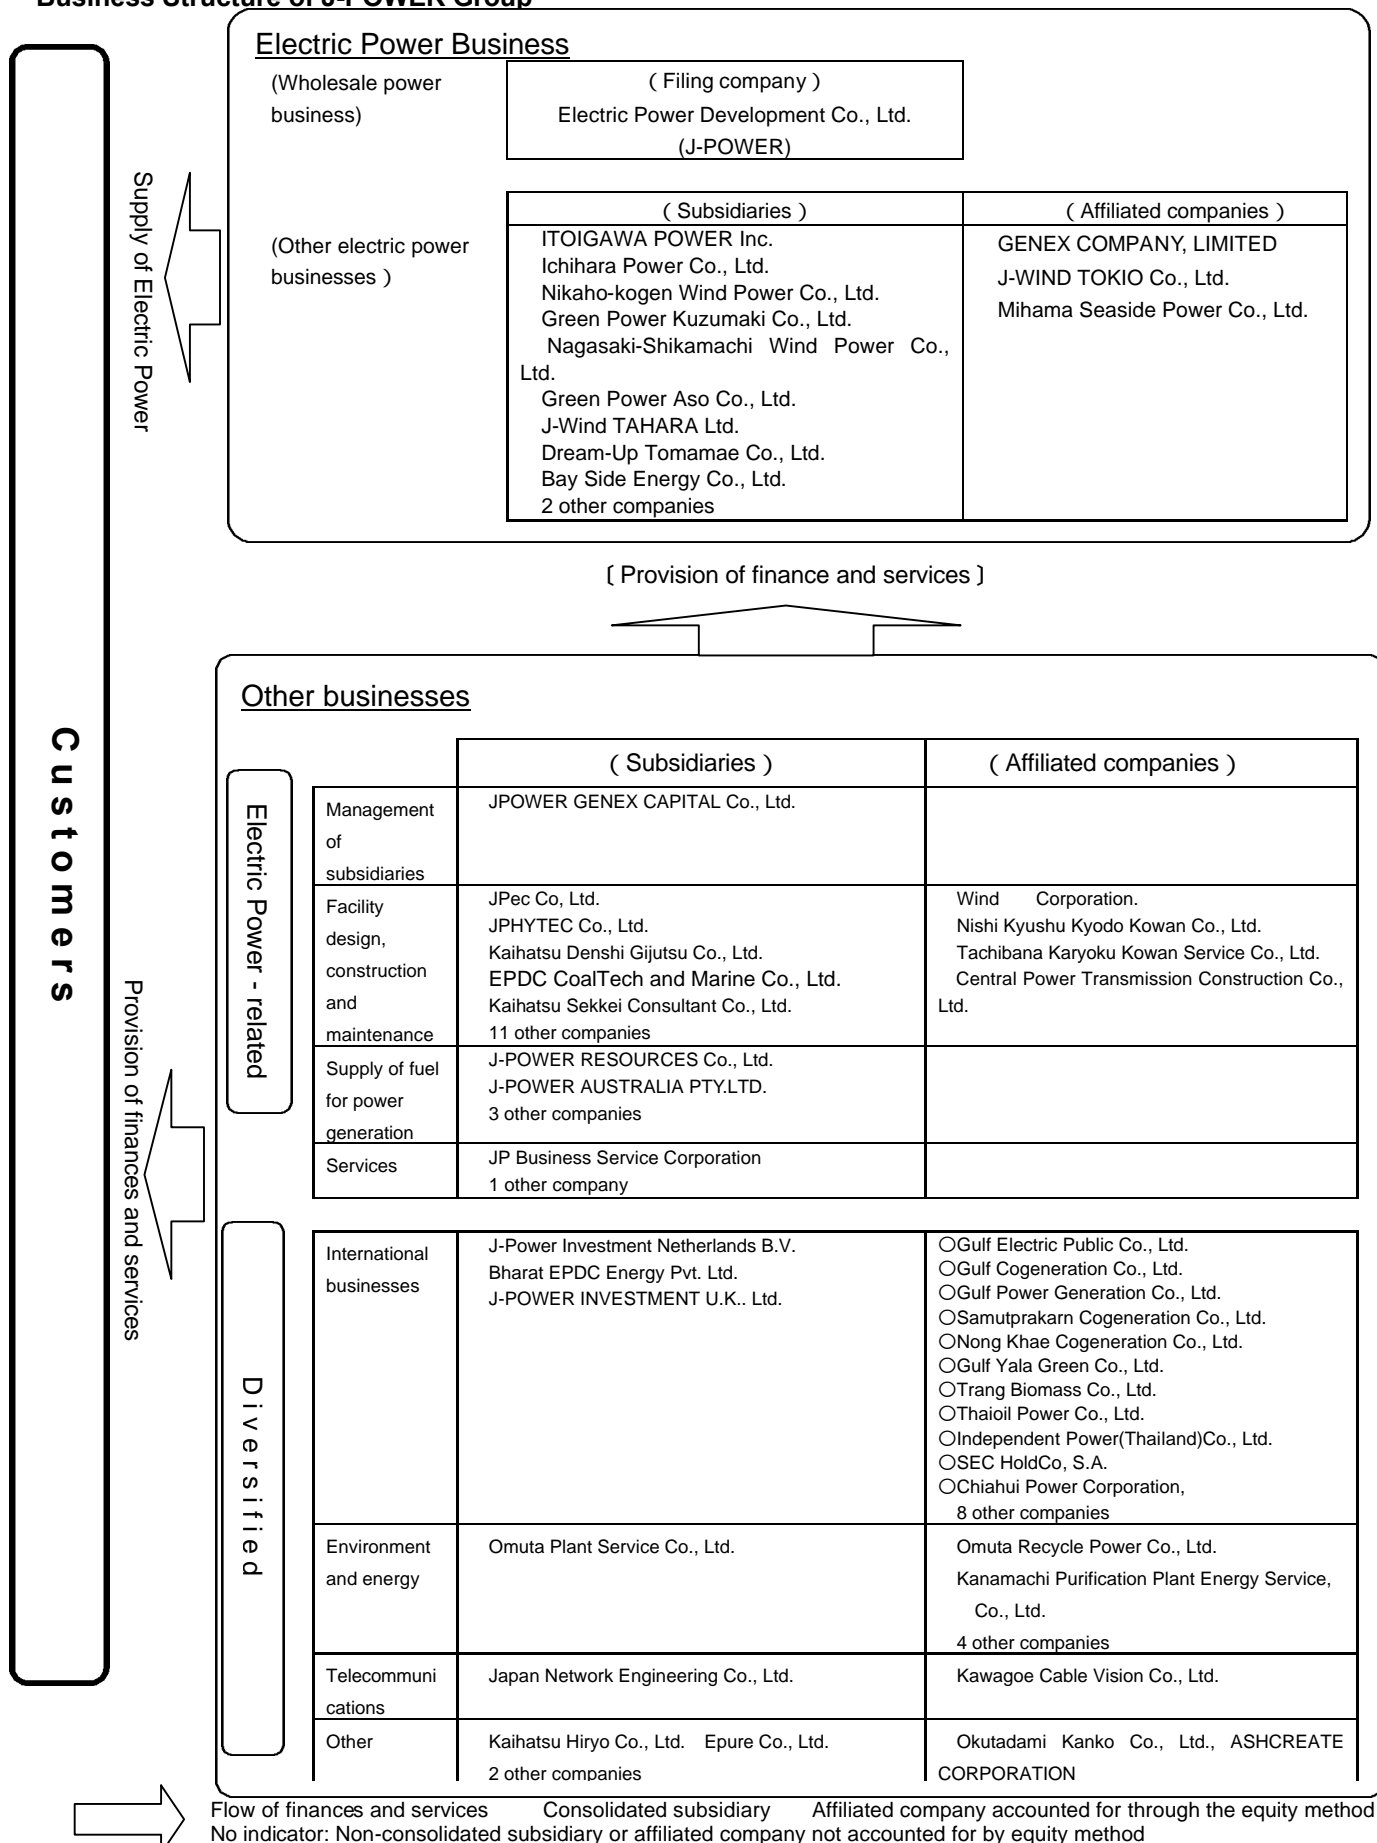 Business Structure of J-POWER Group
Electric Power Business
(Wholesale power
business)
( Filing company )
Electric Power Development Co., Ltd.
(J-POWER)
Supply of Electric Power
(Other electric power
businesses )
( Subsidiaries )
ITOIGAWA POWER Inc.
Ichihara Power Co., Ltd.
Nikaho-kogen Wind Power Co., Ltd.
Green Power Kuzumaki Co., Ltd.
Nagasaki-Shikamachi Wind Power Co.,
Ltd.
Green Power Aso Co., Ltd.
J-Wind TAHARA Ltd.
Dream-Up Tomamae Co., Ltd.
Bay Side Energy Co., Ltd.
2 other companies
( Affiliated companies )
GENEX COMPANY, LIMITED
J-WIND TOKIO Co., Ltd.
Mihama Seaside Power Co., Ltd.
〔 Provision of finance and services 〕
Customers
Provision of finances and services
Other businesses
( Subsidiaries )
( Affiliated companies )
Electric Power - related
Management
of
subsidiaries
JPOWER GENEX CAPITAL Co., Ltd.
Facility
design,
construction
and
maintenance
JPec Co, Ltd.
JPHYTEC Co., Ltd.
Kaihatsu Denshi Gijutsu Co., Ltd.
EPDC CoalTech and Marine Co., Ltd.
Kaihatsu Sekkei Consultant Co., Ltd.
11 other companies
Wind Corporation.
Nishi Kyushu Kyodo Kowan Co., Ltd.
Tachibana Karyoku Kowan Service Co., Ltd.
Central Power Transmission Construction Co.,
Ltd.
Supply of fuel
for power
generation
J-POWER RESOURCES Co., Ltd.
J-POWER AUSTRALIA PTY.LTD.
3 other companies
Services
JP Business Service Corporation
1 other company
Diversified
International
businesses
J-Power Investment Netherlands B.V.
Bharat EPDC Energy Pvt. Ltd.
J-POWER INVESTMENT U.K.. Ltd.
○Gulf Electric Public Co., Ltd.
○Gulf Cogeneration Co., Ltd.
○Gulf Power Generation Co., Ltd.
○Samutprakarn Cogeneration Co., Ltd.
○Nong Khae Cogeneration Co., Ltd.
○Gulf Yala Green Co., Ltd.
○Trang Biomass Co., Ltd.
○Thaioil Power Co., Ltd.
○Independent Power(Thailand)Co., Ltd.
○SEC HoldCo, S.A.
○Chiahui Power Corporation,
8 other companies
Environment
and energy
Omuta Plant Service Co., Ltd.
Omuta Recycle Power Co., Ltd.
Kanamachi Purification Plant Energy Service,
Co., Ltd.
4 other companies
Telecommuni
cations
Japan Network Engineering Co., Ltd.
Kawagoe Cable Vision Co., Ltd.
Other
Kaihatsu Hiryo Co., Ltd. Epure Co., Ltd.
2 other companies
Okutadami Kanko Co., Ltd., ASHCREATE
CORPORATION
Flow of finances and services Consolidated subsidiary Affiliated company accounted for through the equity method
No indicator: Non-consolidated subsidiary or affiliated company not accounted for by equity method